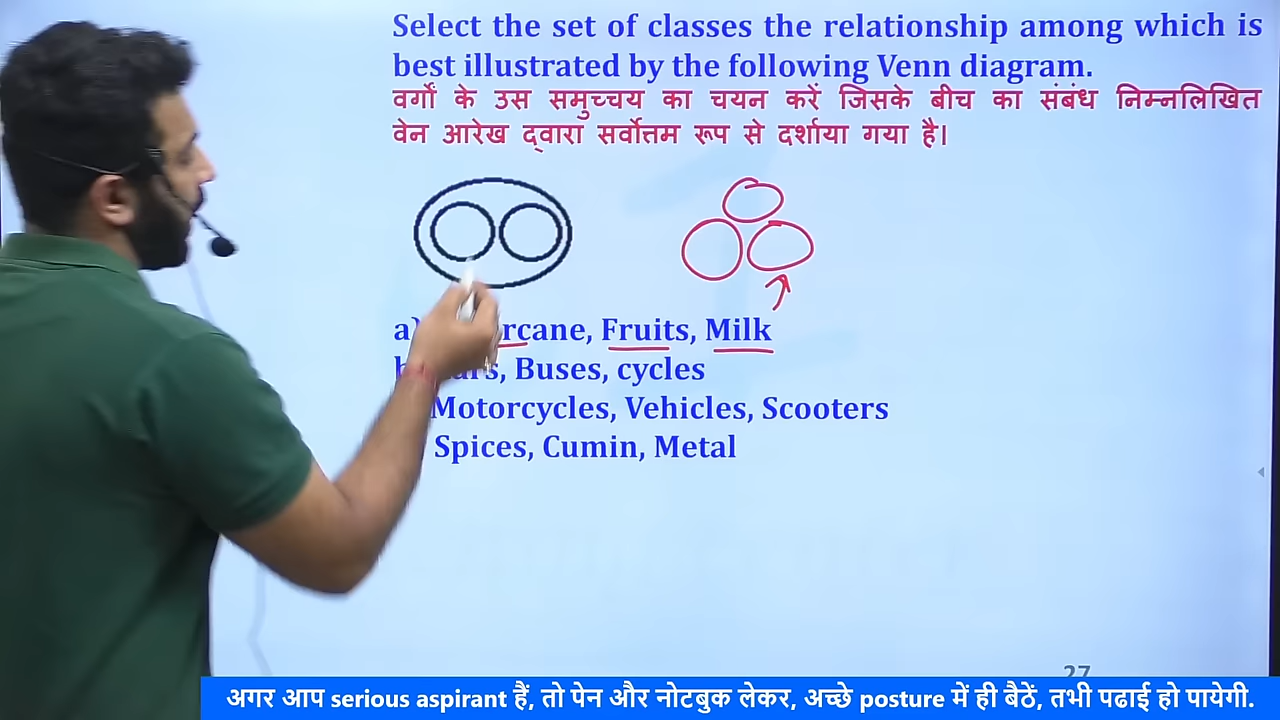 Select the set of classes the relationship among which is
best illustrated by the following Venn diagram.
वर्गों के उस समुच्चय का चयन करें जिसके बीच का संबंध निम्नलिखित
वेन आरेख द्वारा सर्वोत्तम रूप से दर्शाया गया है।
a) Fruits, Milk
Buses, cycles
Motorcycles, Vehicles, Scooters
Spices, Cumin, Metal
27
अगर आप serious aspirant हैं, तो पेन और नोटबुक लेकर, अच्छे posture में ही बैठें, तभी पढाई हो पायेगी.